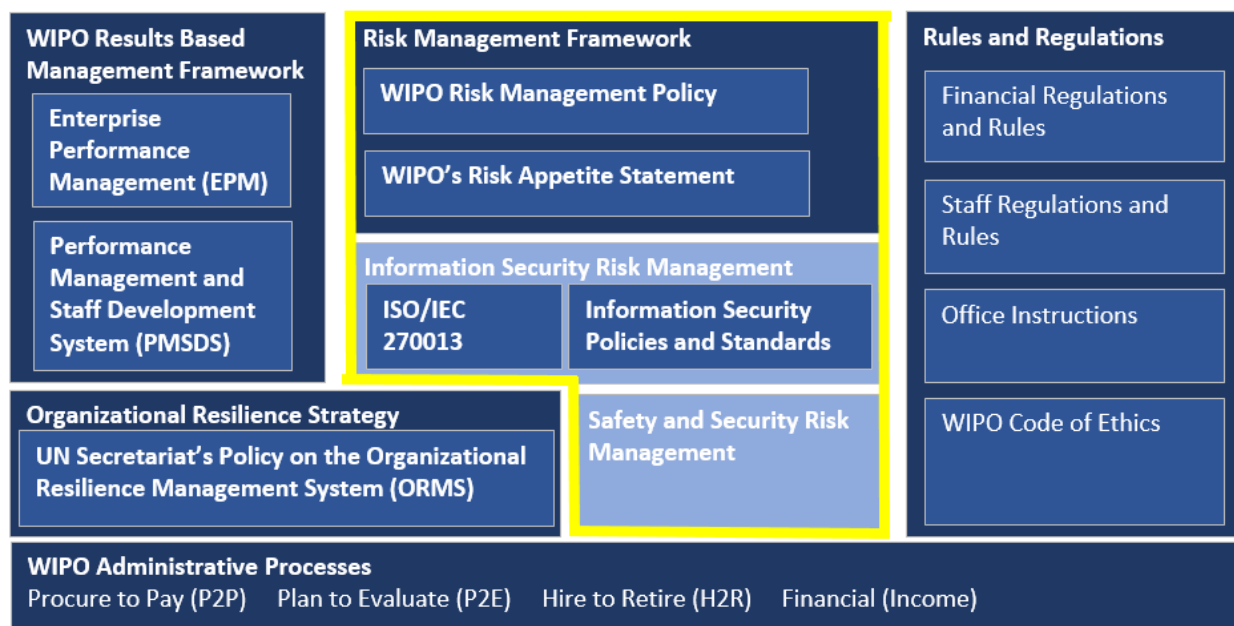 WIPO Results Based
Management Framework
Enterprise
Performance
Management (EPM)
Performance
Management and
Staff Development
System (PMSDS)
Risk Management Framework
WIPO Risk Management Policy
WIPO’s Risk Appetite Statement
Information Security Risk Management
ISO/IEC
270013
Information Security
Policies and Standards
Safety and Security Risk
Management
Organizational Resilience Strategy
UN Secretariat’s Policy on the Organizational
Resilience Management System (ORMS)
Rules and Regulations
Financial Regulations
and Rules
Staff Regulations and
Rules
Office Instructions
WIPO Code of Ethics
WIPO Administrative Processes
Procure to Pay (P2P) Plan to Evaluate (P2E) Hire to Retire (H2R) Financial (Income)